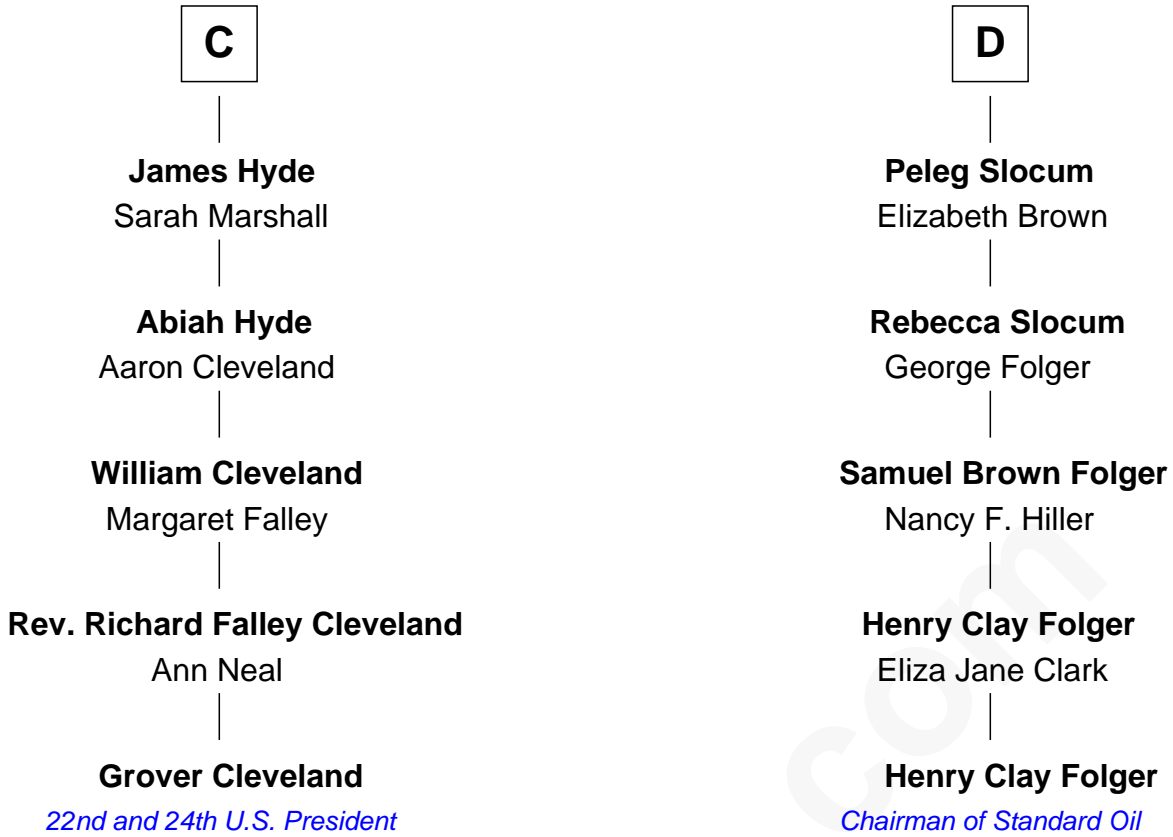 C
James Hyde
Sarah Marshall
Abiah Hyde
Aaron Cleveland
William Cleveland
Margaret Falley
Rev. Richard Falley Cleveland
Ann Neal
Grover Cleveland
22nd and 24th U.S. President
D
Peleg Slocum
Elizabeth Brown
Rebecca Slocum
George Folger
Samuel Brown Folger
Nancy F. Hiller
Henry Clay Folger
Eliza Jane Clark
Henry Clay Folger
Chairman of Standard Oil
com